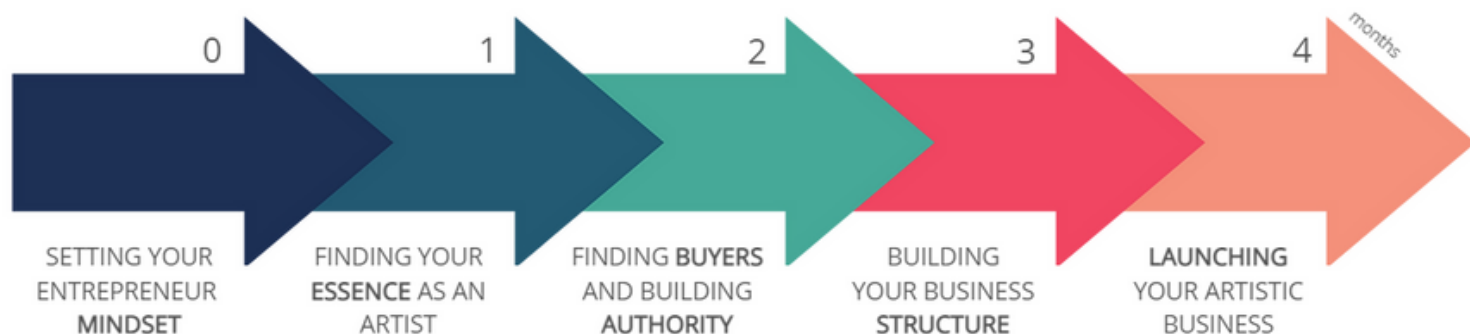 0
1
2
3
4
months
SETTING YOUR
ENTREPRENEUR
MINDSET
FINDING YOUR
ESSENCE AS AN
ARTIST
FINDING BUYERS
AND BUILDING
AUTHORITY
BUILDING
YOUR BUSINESS
STRUCTURE
LAUNCHING
YOUR ARTISTIC
BUSINESS